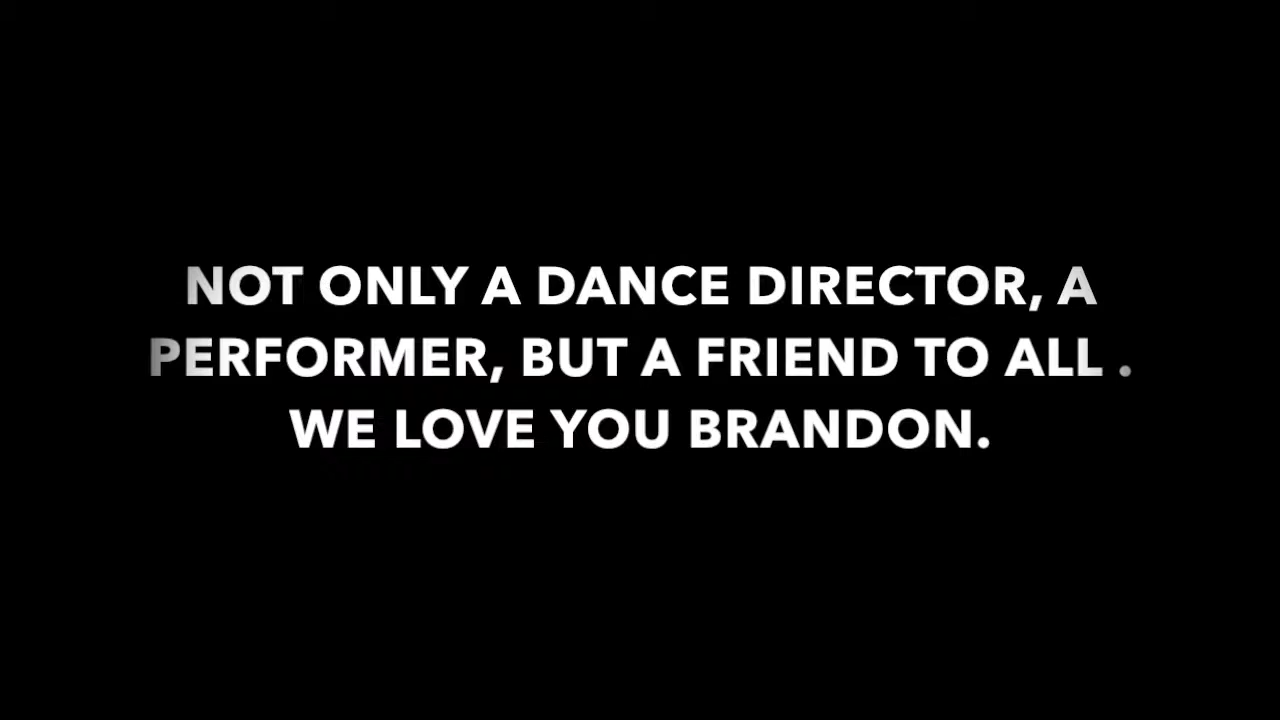 NOT ONLY A DANCE DIRECTOR, A
PERFORMER, BUT A FRIEND TO ALL .
WE LOVE YOU BRANDON.